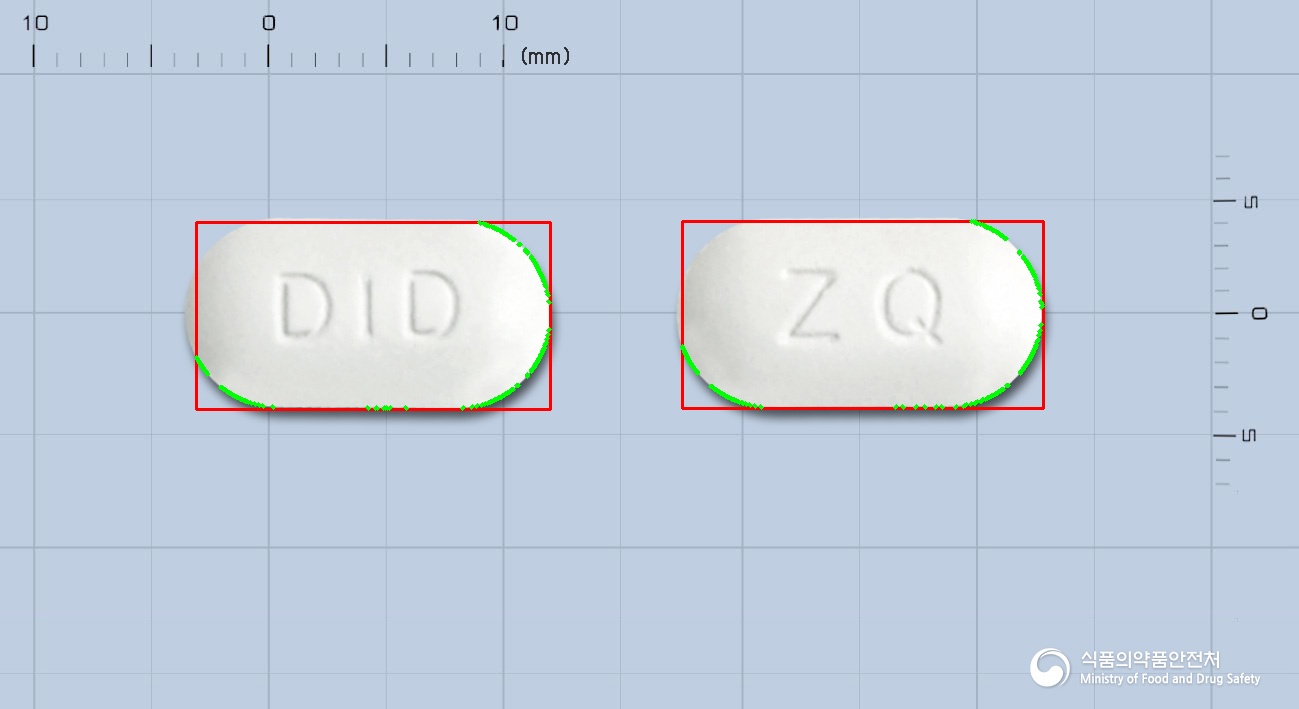 10 0 10
(mm)
5
DID ZQ
0
5
식품의약품안전처
Ministry of Food and Drug Safety